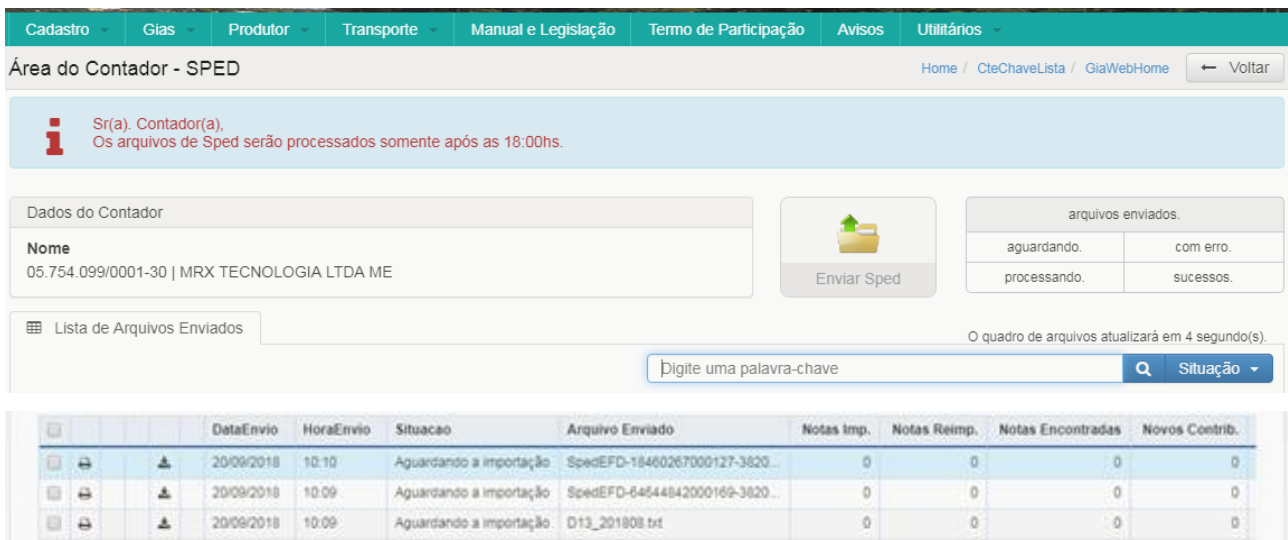 Cadastro Gias Produtor Transporte Manual e Legislação Termo de Participação Avisos Utilitários
Área do Contador - SPED Home / CteChaveLista / GiaWebHome ← Voltar
Sr(a). Contador(a),
Os arquivos de Sped serão processados somente após as 18:00hs.
Dados do Contador
Nome
05.754.099/0001-30 | MRX TECNOLOGIA LTDA ME
Enviar Sped
arquivos enviados.
aguardando. com erro.
processando. sucessos.
Lista de Arquivos Enviados
O quadro de arquivos atualizará em 4 segundo(s).
Digite uma palavra-chave Situação
DataEnvio HoraEnvio Situacao Arquivo Enviado Notas Imp. Notas Reimp. Notas Encontradas Novos Contrib.
20/09/2018 10:10 Aguardando a importação SpedEFD-18460267000127-3820... 0 0 0 0
20/09/2018 10:09 Aguardando a importação SpedEFD-64644842000169-3820... 0 0 0 0
20/09/2018 10:09 Aguardando a importação D13_201808.txt 0 0 0 0